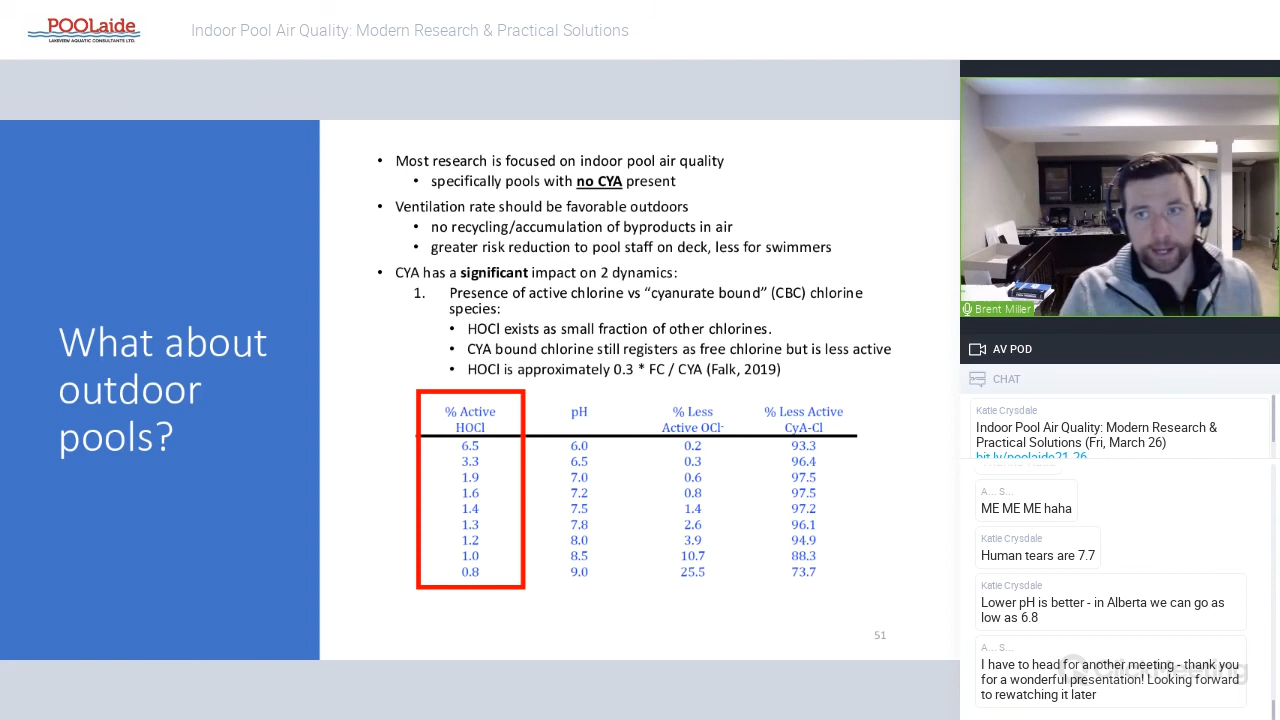 POOLaide
LAKEVIEW AQUATIC CONSULTANTS LTD.
Indoor Pool Air Quality: Modern Research & Practical Solutions
What about
outdoor
pools?
• Most research is focused on indoor pool air quality
• specifically pools with no CYA present
• Ventilation rate should be favorable outdoors
• no recycling/accumulation of byproducts in air
• greater risk reduction to pool staff on deck, less for swimmers
• CYA has a significant impact on 2 dynamics:
1. Presence of active chlorine vs “cyanurate bound” (CBC) chlorine
species:
• HOCl exists as small fraction of other chlorines.
• CYA bound chlorine still registers as free chlorine but is less active
• HOCl is approximately 0.3 * FC / CYA (Falk, 2019)
% Active pH % Less % Less Active
HOCl Active OCl- CyA-Cl
6.5 6.0 0.2 93.3
3.3 6.5 0.3 96.4
1.9 7.0 0.6 97.5
1.6 7.2 0.8 97.5
1.4 7.5 1.4 97.2
1.3 7.8 2.6 96.1
1.2 8.0 3.9 94.9
1.0 8.5 10.7 88.3
0.8 9.0 25.5 73.7
51
Brent Miller
AV POD
CHAT
Katie Crysdale
Indoor Pool Air Quality: Modern Research &
Practical Solutions (Fri, March 26)
bit.ly/poolaide21-26
A... S...
ME ME ME haha
Katie Crysdale
Human tears are 7.7
Katie Crysdale
Lower pH is better - in Alberta we can go as
low as 6.8
A... S...
I have to head for another meeting - thank you
for a wonderful presentation! Looking forward
to rewatching it later
ClickMeeting